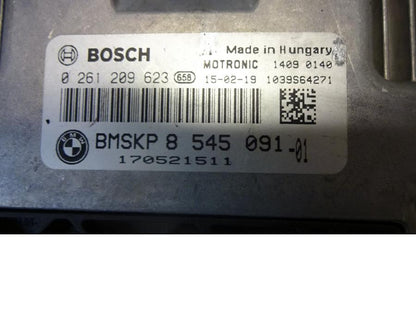 BOSCH Made in Hungary
MOTRONIC 1409 0140
0 261 209 623 658 15-02-19 1039S64271
BMSKP 8 545 091-01
170521511